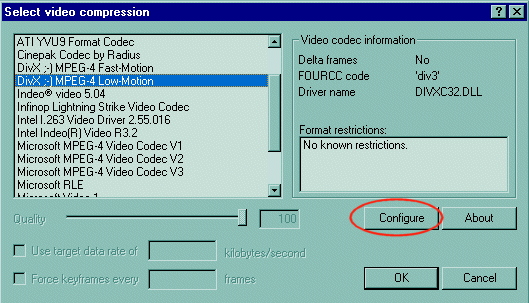 Select video compression
ATI YVU9 Format Codec
Cinepak Codec by Radius
DivX ;-) MPEG-4 Fast-Motion
DivX ;-) MPEG-4 Low-Motion
Indeo® video 5.04
Infinop Lightning Strike Video Codec
Intel I.263 Video Driver 2.55.016
Intel Indeo(R) Video R3.2
Microsoft MPEG-4 Video Codec V1
Microsoft MPEG-4 Video Codec V2
Microsoft MPEG-4 Video Codec V3
Microsoft RLE
Microsoft Video 1
Video codec information
Delta frames No
FOURCC code 'div3'
Driver name DIVXC32.DLL
Format restrictions:
No known restrictions.
Quality 100
Configure About
Use target data rate of kilobytes/second
Force keyframes every frames
OK Cancel